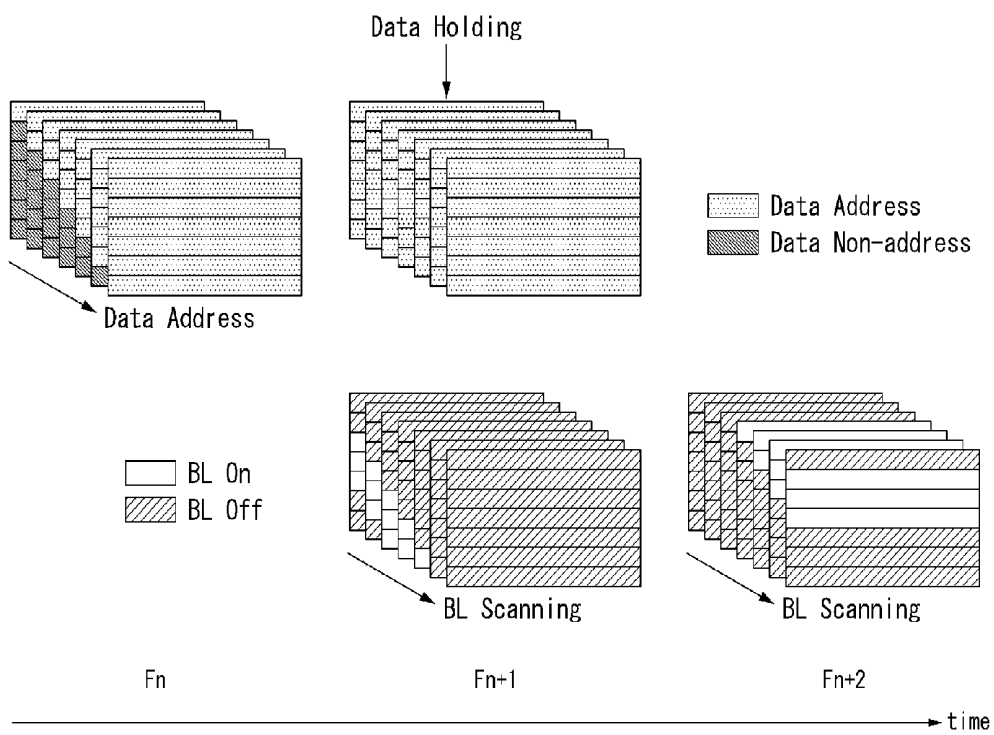 Data Holding
Data Address
Data Non-address
Data Address
BL On
BL Off
BL Scanning
BL Scanning
Fn
Fn+1
Fn+2
time